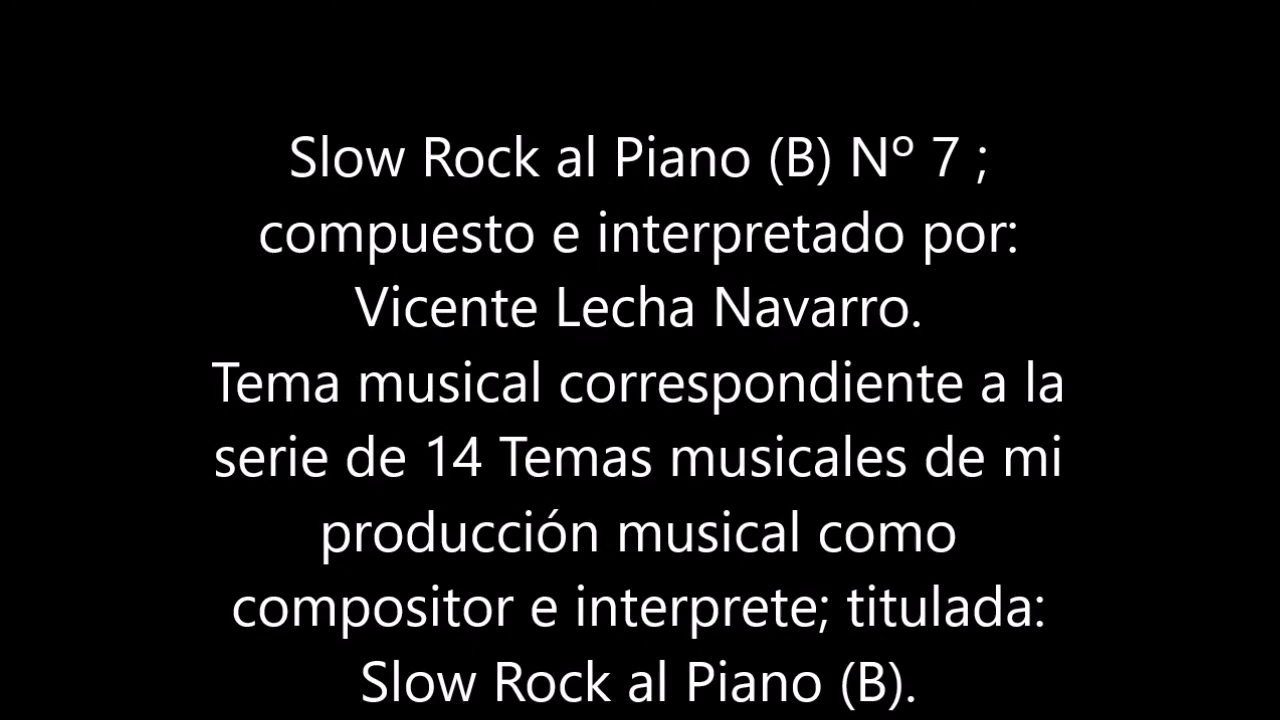 Slow Rock al Piano (B) Nº 7 ;
compuesto e interpretado por:
Vicente Lecha Navarro.
Tema musical correspondiente a la
serie de 14 Temas musicales de mi
producción musical como
compositor e interprete; titulada:
Slow Rock al Piano (B).